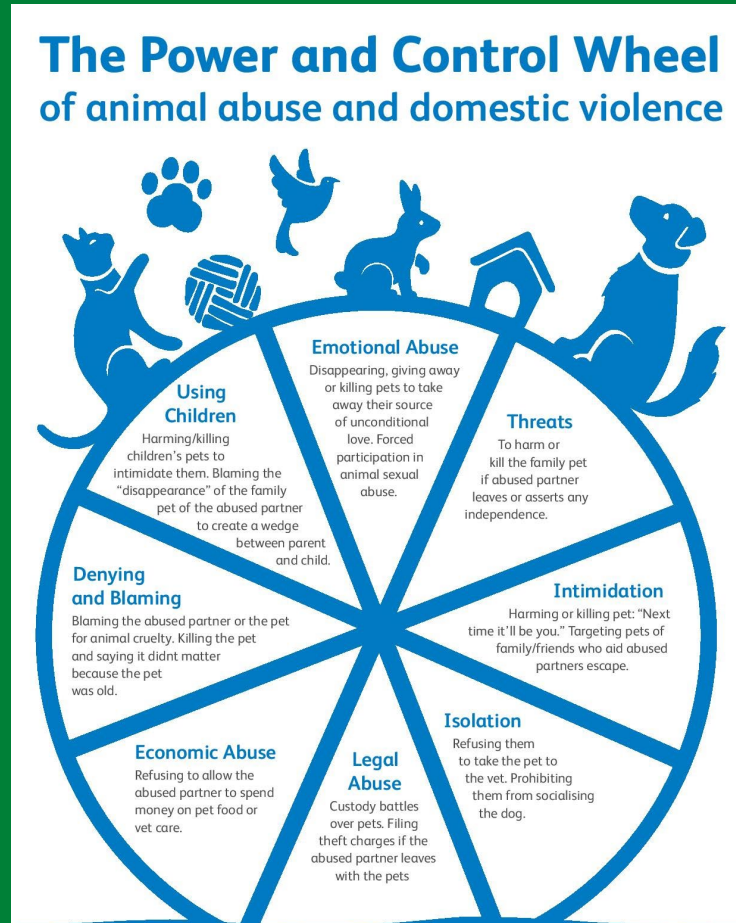 The Power and Control Wheel
of animal abuse and domestic violence
Emotional Abuse
Disappearing, giving away
or killing pets to take
away their source
of unconditional
love. Forced
participation in
animal sexual
abuse.
Threats
To harm or
kill the family pet
if abused partner
leaves or asserts any
independence.
Intimidation
Harming or killing pet: “Next
time it’ll be you.” Targeting pets of
family/friends who aid abused
partners escape.
Isolation
Refusing them
to take the pet to
the vet. Prohibiting
them from socialising
the dog.
Legal
Abuse
Custody battles
over pets. Filing
theft charges if the
abused partner leaves
with the pets
Economic Abuse
Refusing to allow the
abused partner to spend
money on pet food or
vet care.
Denying
and Blaming
Blaming the abused partner or the pet
for animal cruelty. Killing the pet
and saying it didnt matter
because the pet
was old.
Using
Children
Harming/killing
children’s pets to
intimidate them. Blaming the
“disappearance” of the family
pet of the abused partner
to create a wedge
between parent
and child.